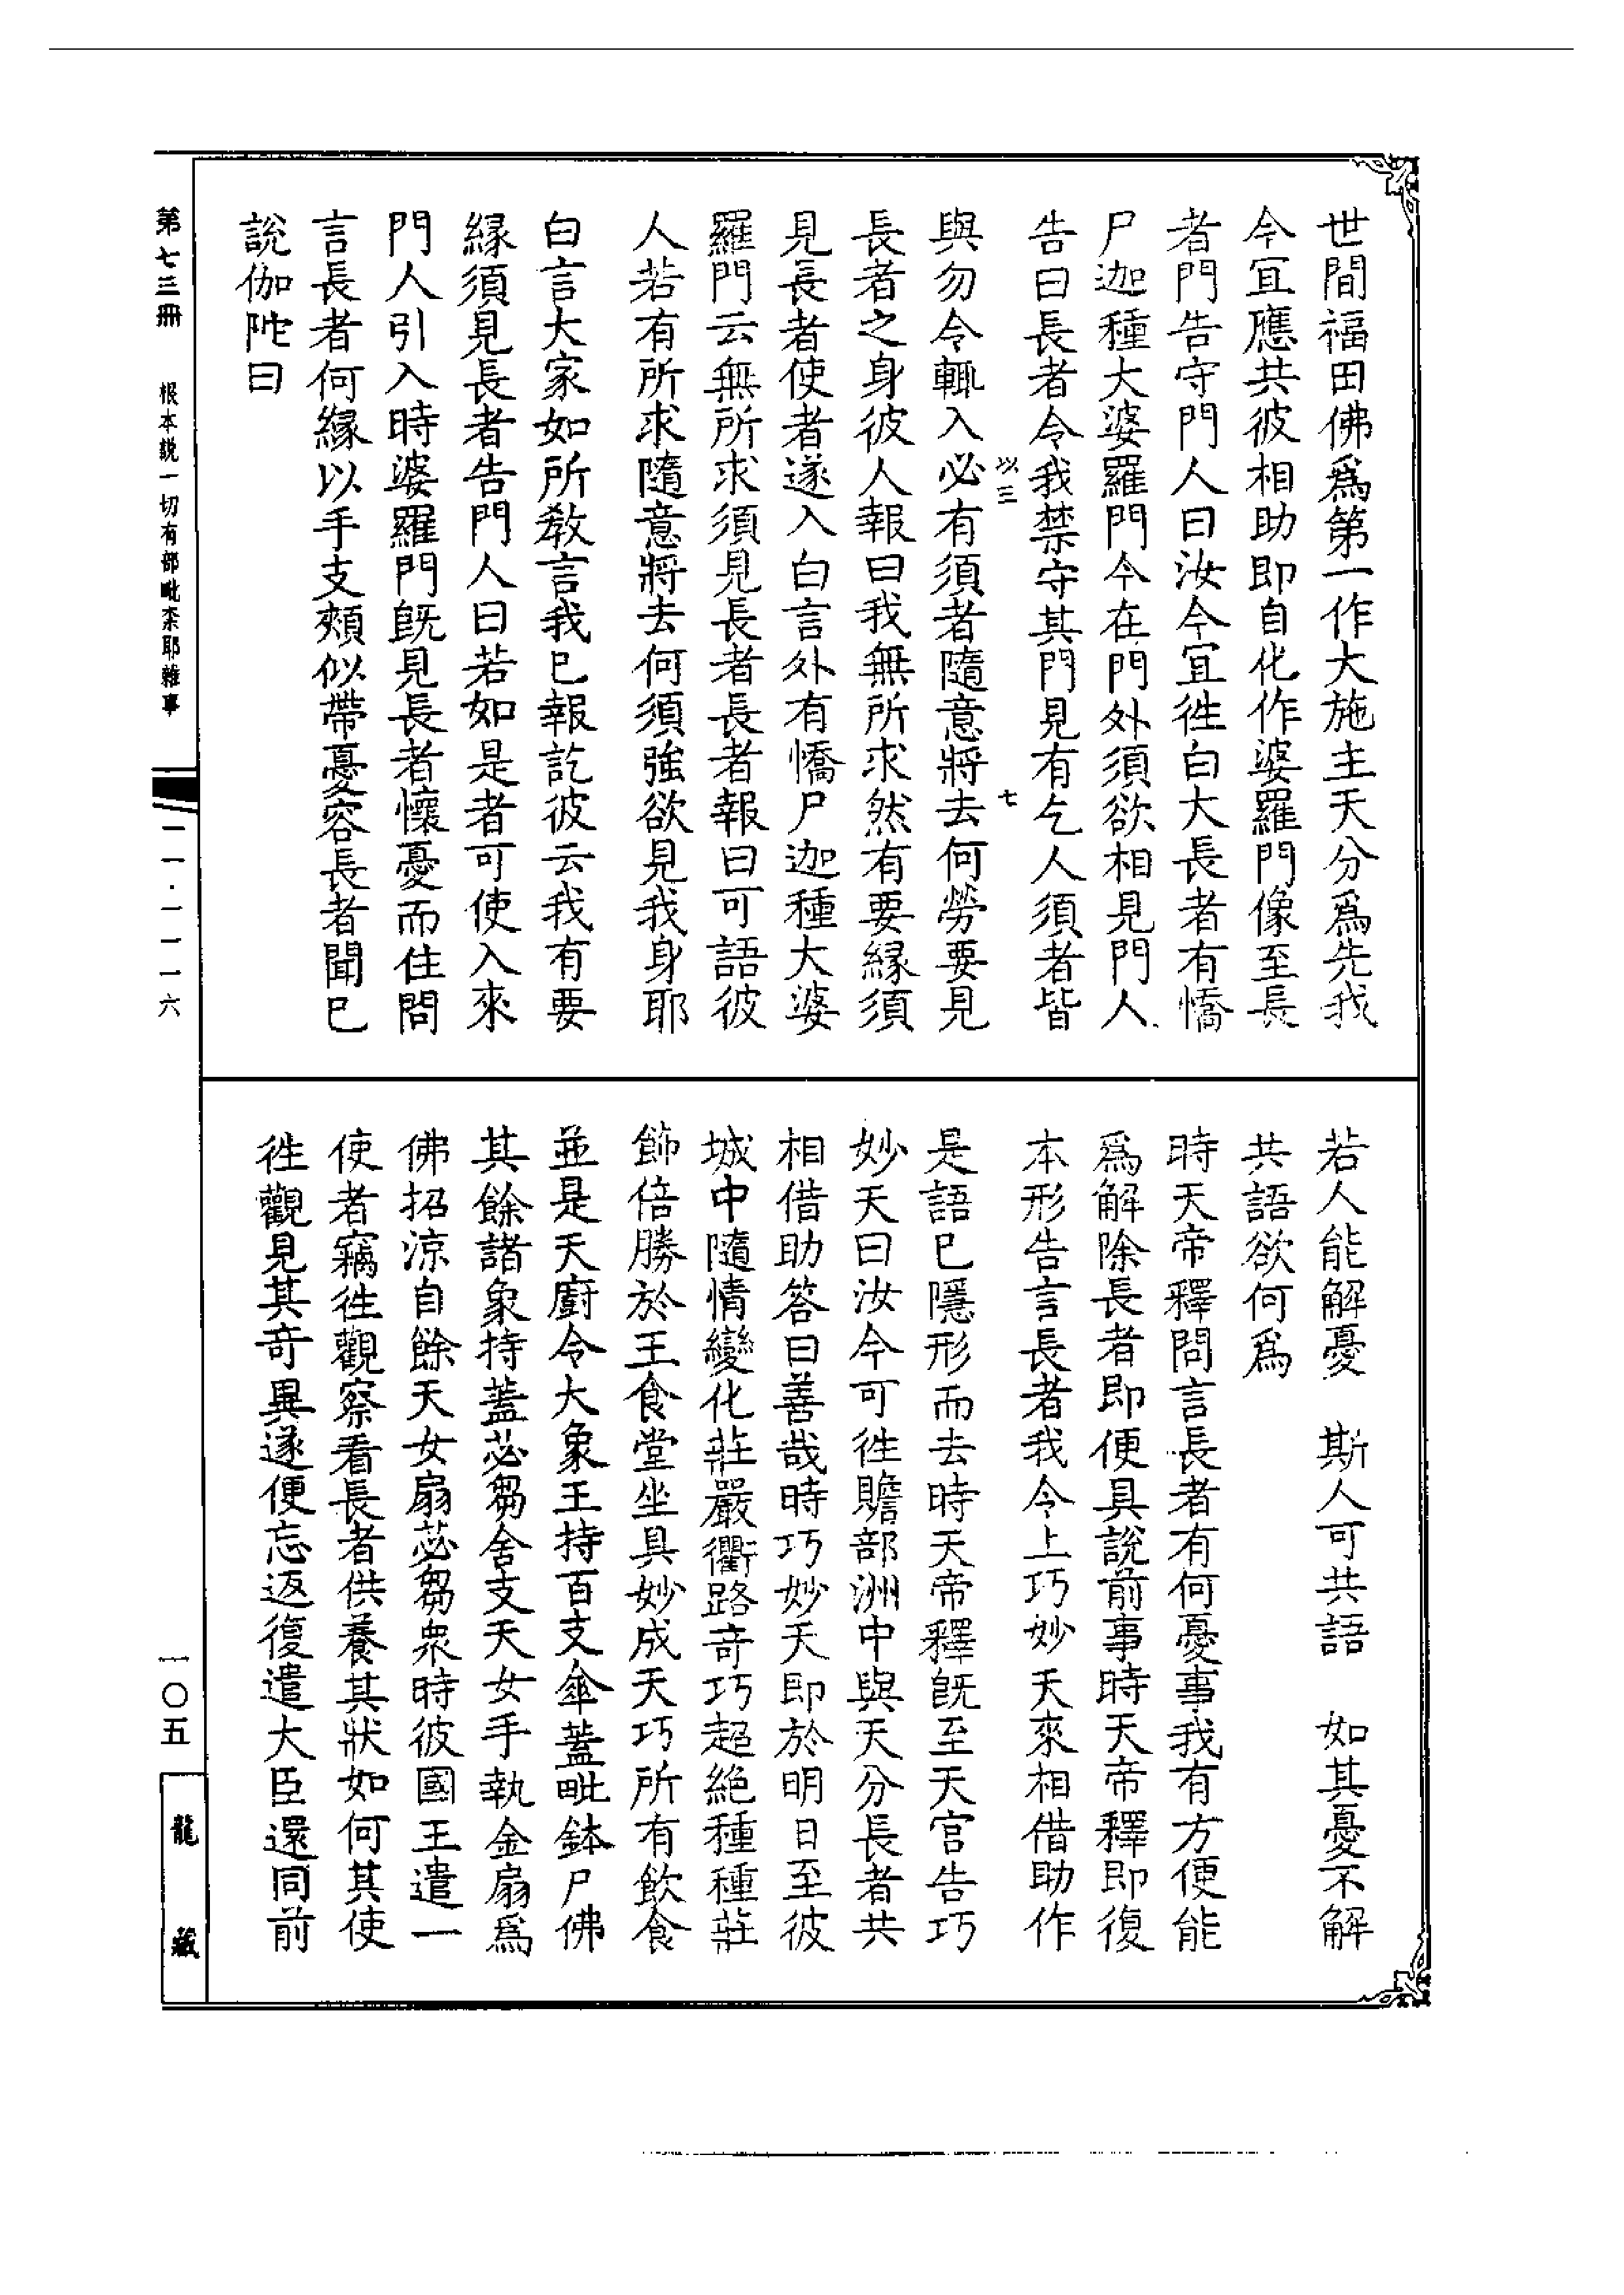 世間福田佛爲第一作大施主天分爲先我
今宜應共彼相助即自化作婆羅門像至長
者門告守門人曰汝今宜徃白大長者有憍
尸迦種大婆羅門今在門外須欲相見門人
告曰長者令我禁守其門見有乞人須者皆
以三
七
與勿令輒入必有須者隨意將去何勞要見
長者之身彼人報曰我無所求然有要緣須
見長者使者遂入白言外有憍尸迦種大婆
羅門云無所求須見長者長者報曰可語彼
人若有所求隨意將去何須強欲見我身耶
白言大家如所教言我已報訖彼云我有要
緣須見長者告門人曰若如是者可使入來
門人引入時婆羅門旣見長者懷憂而住問
言長者何緣以手支頰似帶憂容長者聞已
說伽陀曰
若人能解憂　斯人可共語　如其憂不解
共語欲何爲
時天帝釋問言長者有何憂事我有方便能
爲解除長者即便具說前事時天帝釋即復
本形告言長者我令上巧妙天來相借助作
是語已隱形而去時天帝釋旣至天宮告巧
妙天曰汝今可徃贍部洲中與天分長者共
相借助答曰善哉時巧妙天即於明日至彼
城中隨情變化莊嚴衢路奇巧超絶種種莊
飾倍勝於王食堂坐具妙成天巧所有飲食
並是天廚令大象王持百支傘蓋毗鉢尸佛
其餘諸象持蓋苾芻舍支天女手執金扇爲
佛招涼自餘天女扇苾芻衆時彼國王遣一
使者竊徃觀察看長者供養其狀如何其使
徃觀見其奇異遂便忘返復遣大臣還同前
第七三冊　根本說一切有部毗柰耶雜事
一一·一一一六
一〇五
龍藏